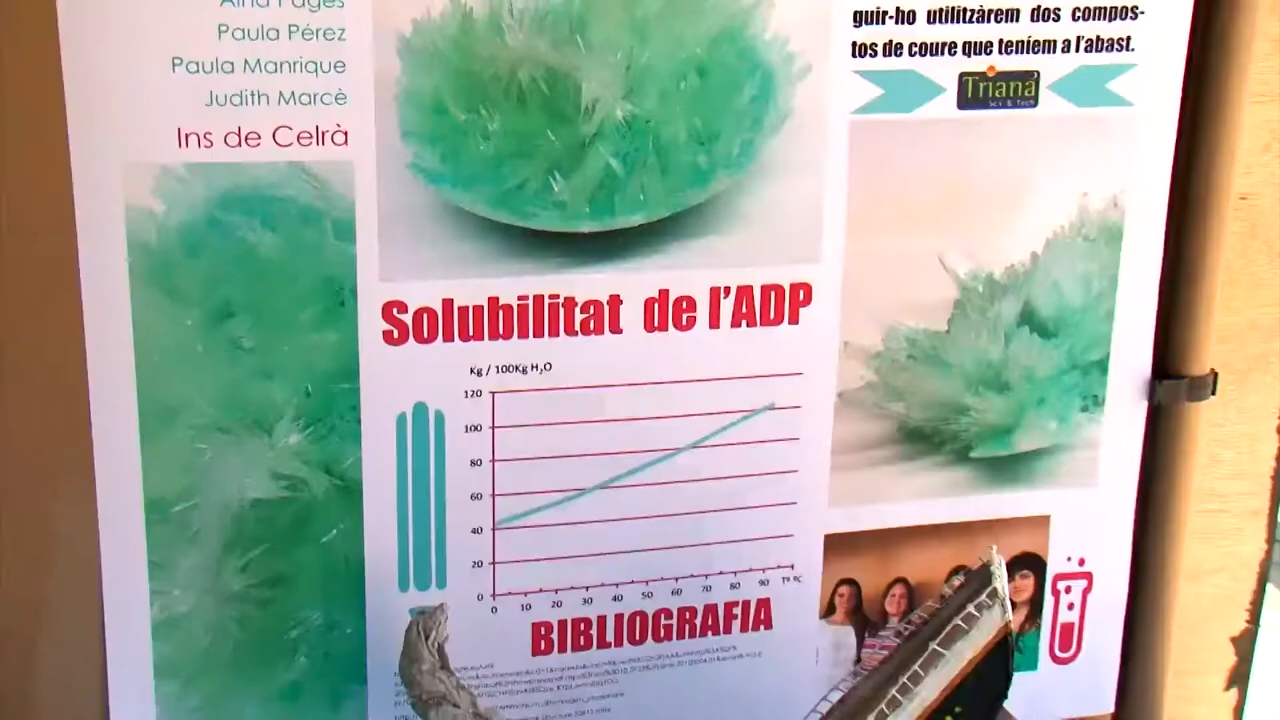 Paula Pérez
Paula Manrique
Judith Marcè
Ins de Celrà
guir-ho utilitzàrem dos compos-
tos de coure que teníem a l'abast.
Triana
Sci & Tech
Solubilitat de l'ADP
Kg / 100Kg H₂O
120
100
80
60
40
20
0
0 10 20 30 40 50 60 70 80 90 Tª ºC
BIBLIOGRAFIA